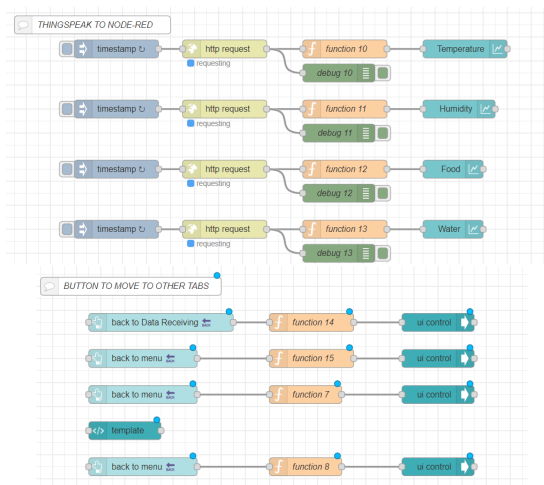 THINGSPEAK TO NODE-RED
timestamp ↻ http request function 10 Temperature
requesting debug 10
timestamp ↻ http request function 11 Humidity
requesting debug 11
timestamp ↻ http request function 12 Food
requesting debug 12
timestamp ↻ http request function 13 Water
requesting debug 13
BUTTON TO MOVE TO OTHER TABS
back to Data Receiving function 14 ui control
back to menu function 15 ui control
back to menu function 7 ui control
template
back to menu function 8 ui control